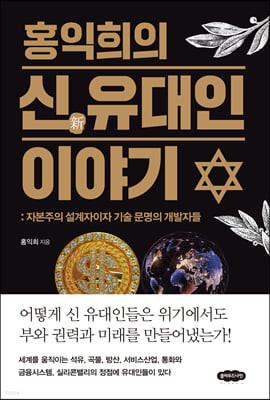 홍익희의
신 新 유대인
이야기
: 자본주의 설계자이자 기술 문명의 개발자들
홍익희 지음
어떻게 신 유대인들은 위기에서도
부와 권력과 미래를 만들어냈는가!
세계를 움직이는 석유, 곡물, 방산, 서비스산업, 통화와
금융시스템, 실리콘밸리의 정점에 유대인들이 있다
클라우드나인